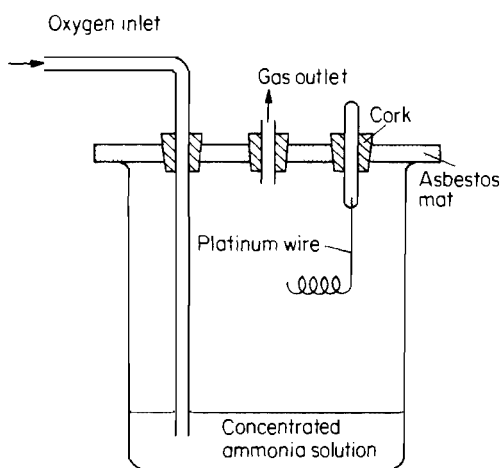 Oxygen inlet
Gas outlet
Cork
Asbestos
mat
Platinum wire
Concentrated
ammonia solution